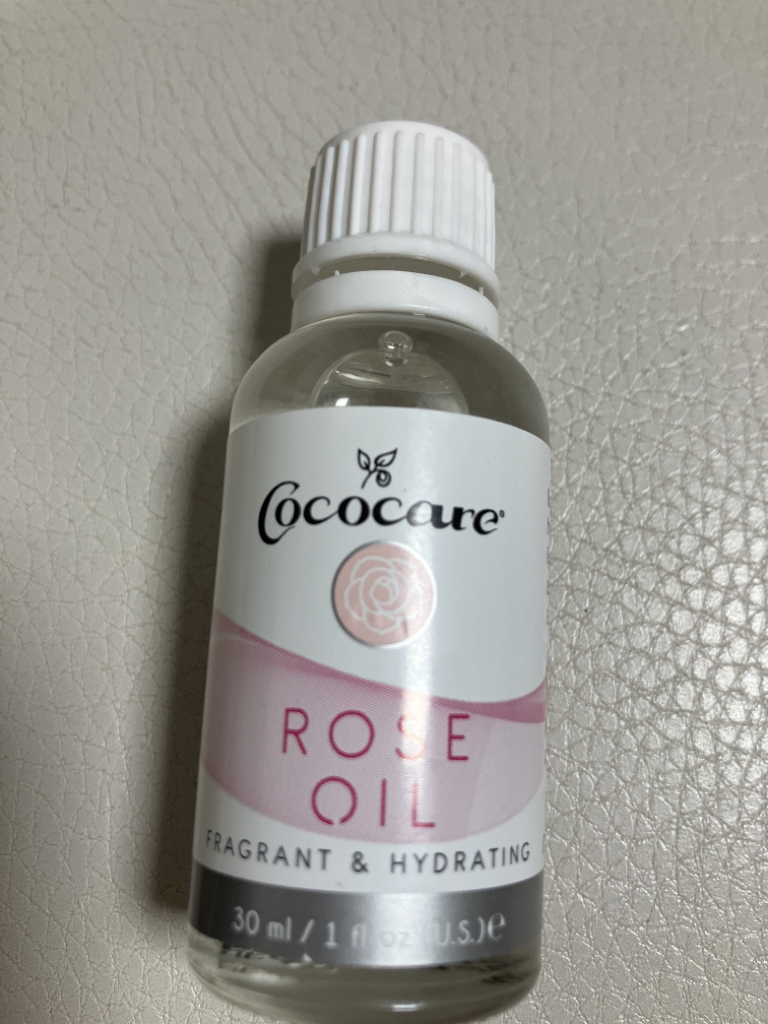 Cococare®
ROSE
OIL
FRAGRANT & HYDRATING
30 ml / 1 fl oz (U.S.) ℮